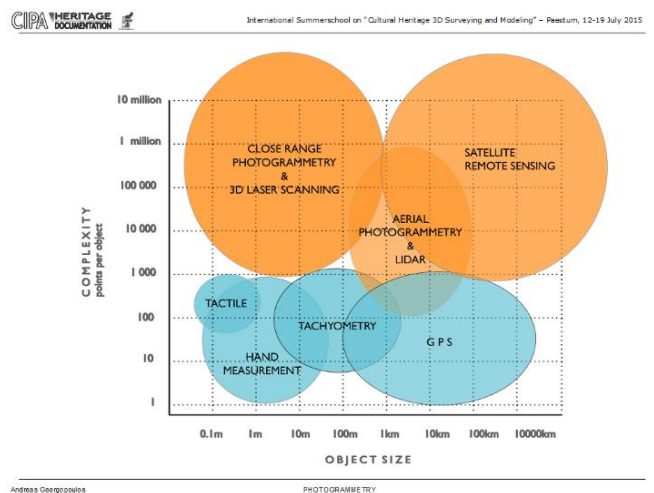 CIPA HERITAGE DOCUMENTATION
International Summerschool on "Cultural Heritage 3D Surveying and Modeling" – Paestum, 12-19 July 2015
10 million
1 million
100 000
10 000
1 000
100
10
1
COMPLEXITY
points per object
CLOSE RANGE
PHOTOGRAMMETRY
&
3D LASER SCANNING
SATELLITE
REMOTE SENSING
AERIAL
PHOTOGRAMMETRY
&
LIDAR
TACTILE
TACHYOMETRY
GPS
HAND
MEASUREMENT
0.1m 1m 10m 100m 1km 10km 100km 10000km
OBJECT SIZE
Andreas Georgopoulos PHOTOGRAMMETRY